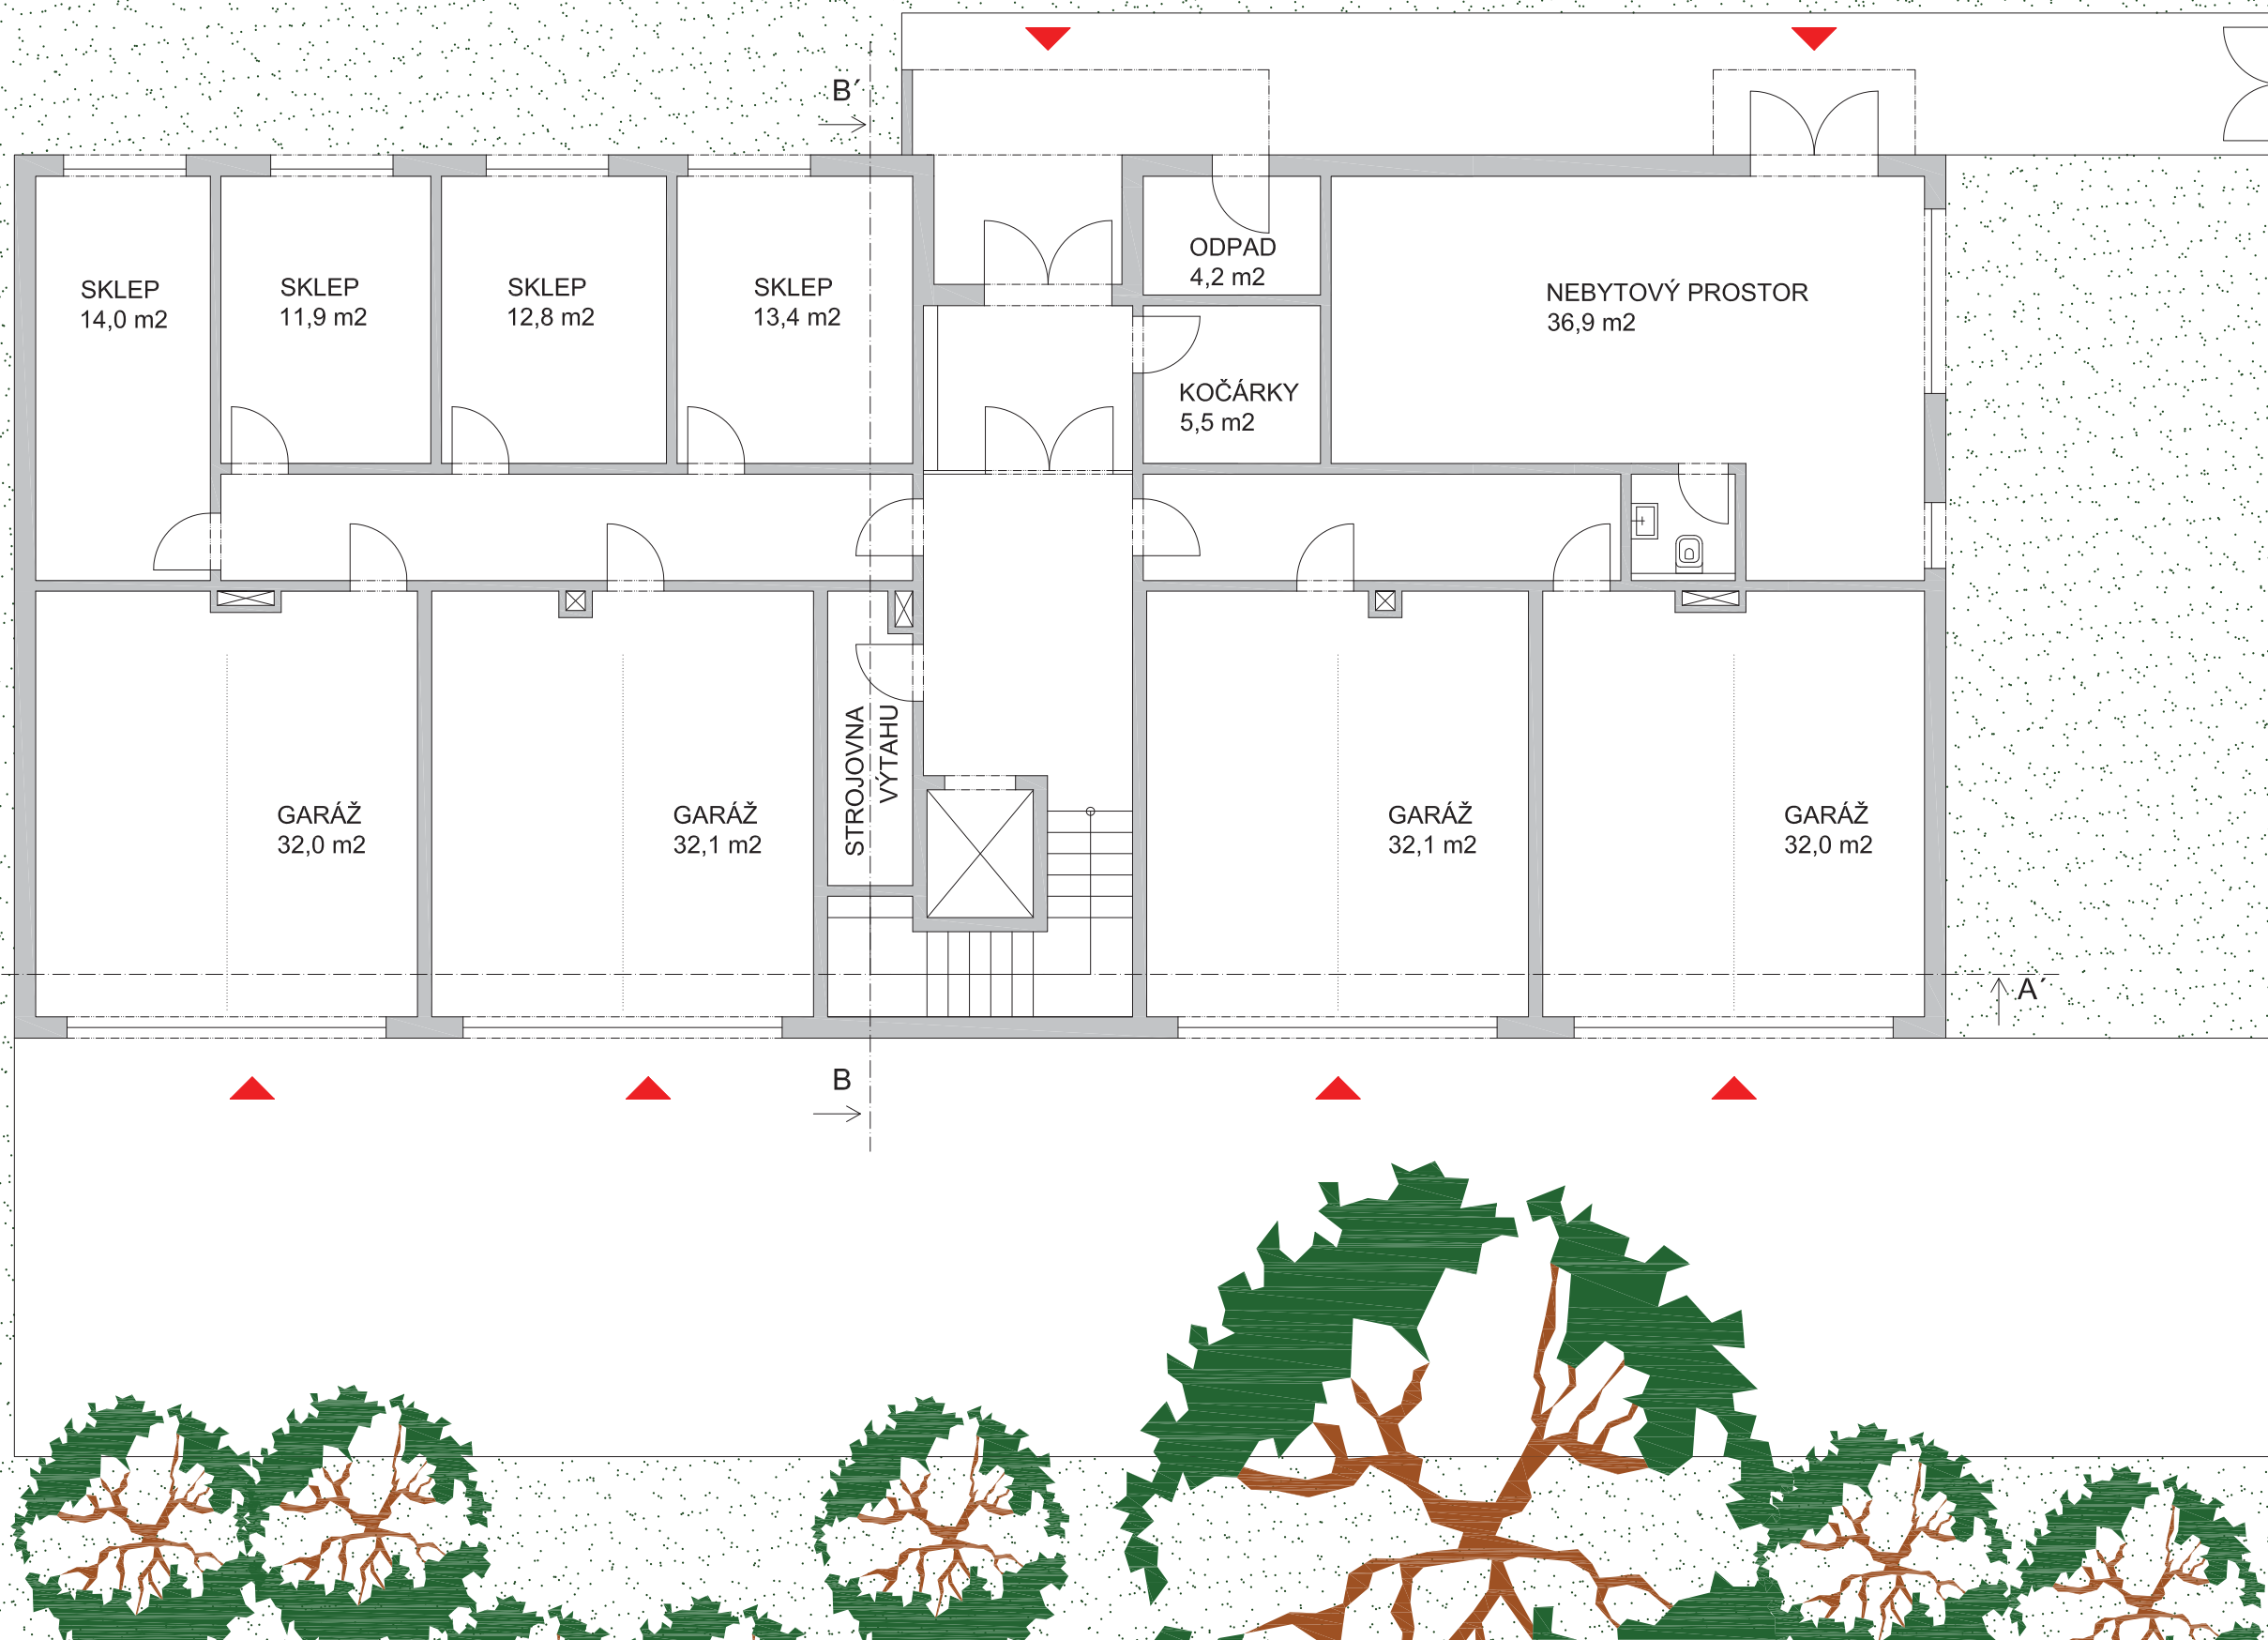 B´
SKLEP
14,0 m2
SKLEP
11,9 m2
SKLEP
12,8 m2
SKLEP
13,4 m2
ODPAD
4,2 m2
KOČÁRKY
5,5 m2
NEBYTOVÝ PROSTOR
36,9 m2
GARÁŽ
32,0 m2
GARÁŽ
32,1 m2
STROJOVNA
VÝTAHU
GARÁŽ
32,1 m2
GARÁŽ
32,0 m2
A´
B